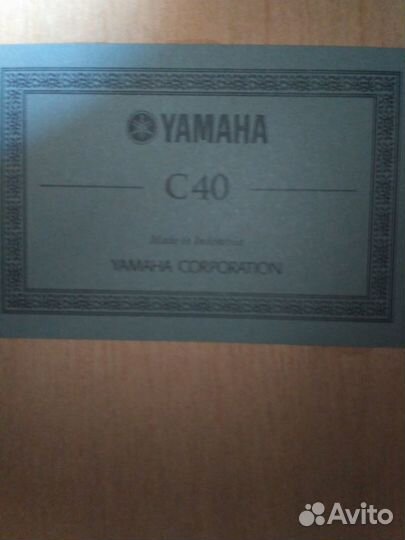 YAMAHA
C40
Made in Indonesia
YAMAHA CORPORATION
Avito